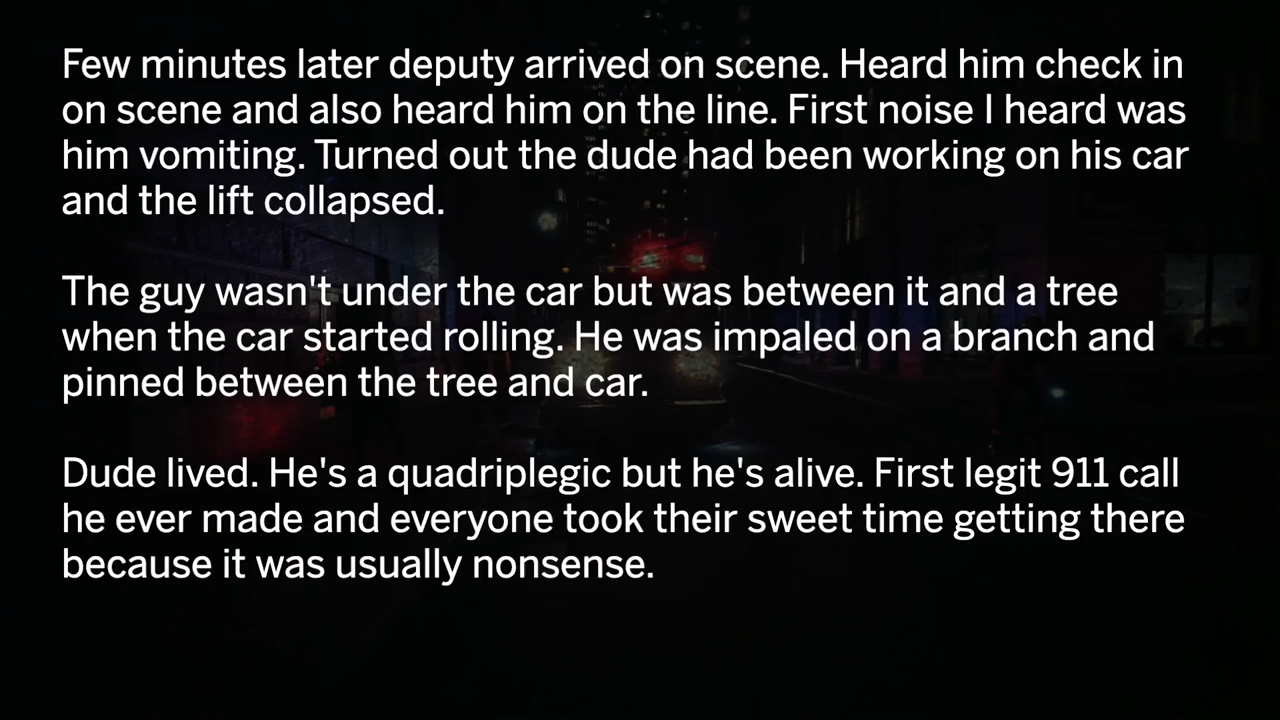 Few minutes later deputy arrived on scene. Heard him check in
on scene and also heard him on the line. First noise I heard was
him vomiting. Turned out the dude had been working on his car
and the lift collapsed.
The guy wasn't under the car but was between it and a tree
when the car started rolling. He was impaled on a branch and
pinned between the tree and car.
Dude lived. He's a quadriplegic but he's alive. First legit 911 call
he ever made and everyone took their sweet time getting there
because it was usually nonsense.